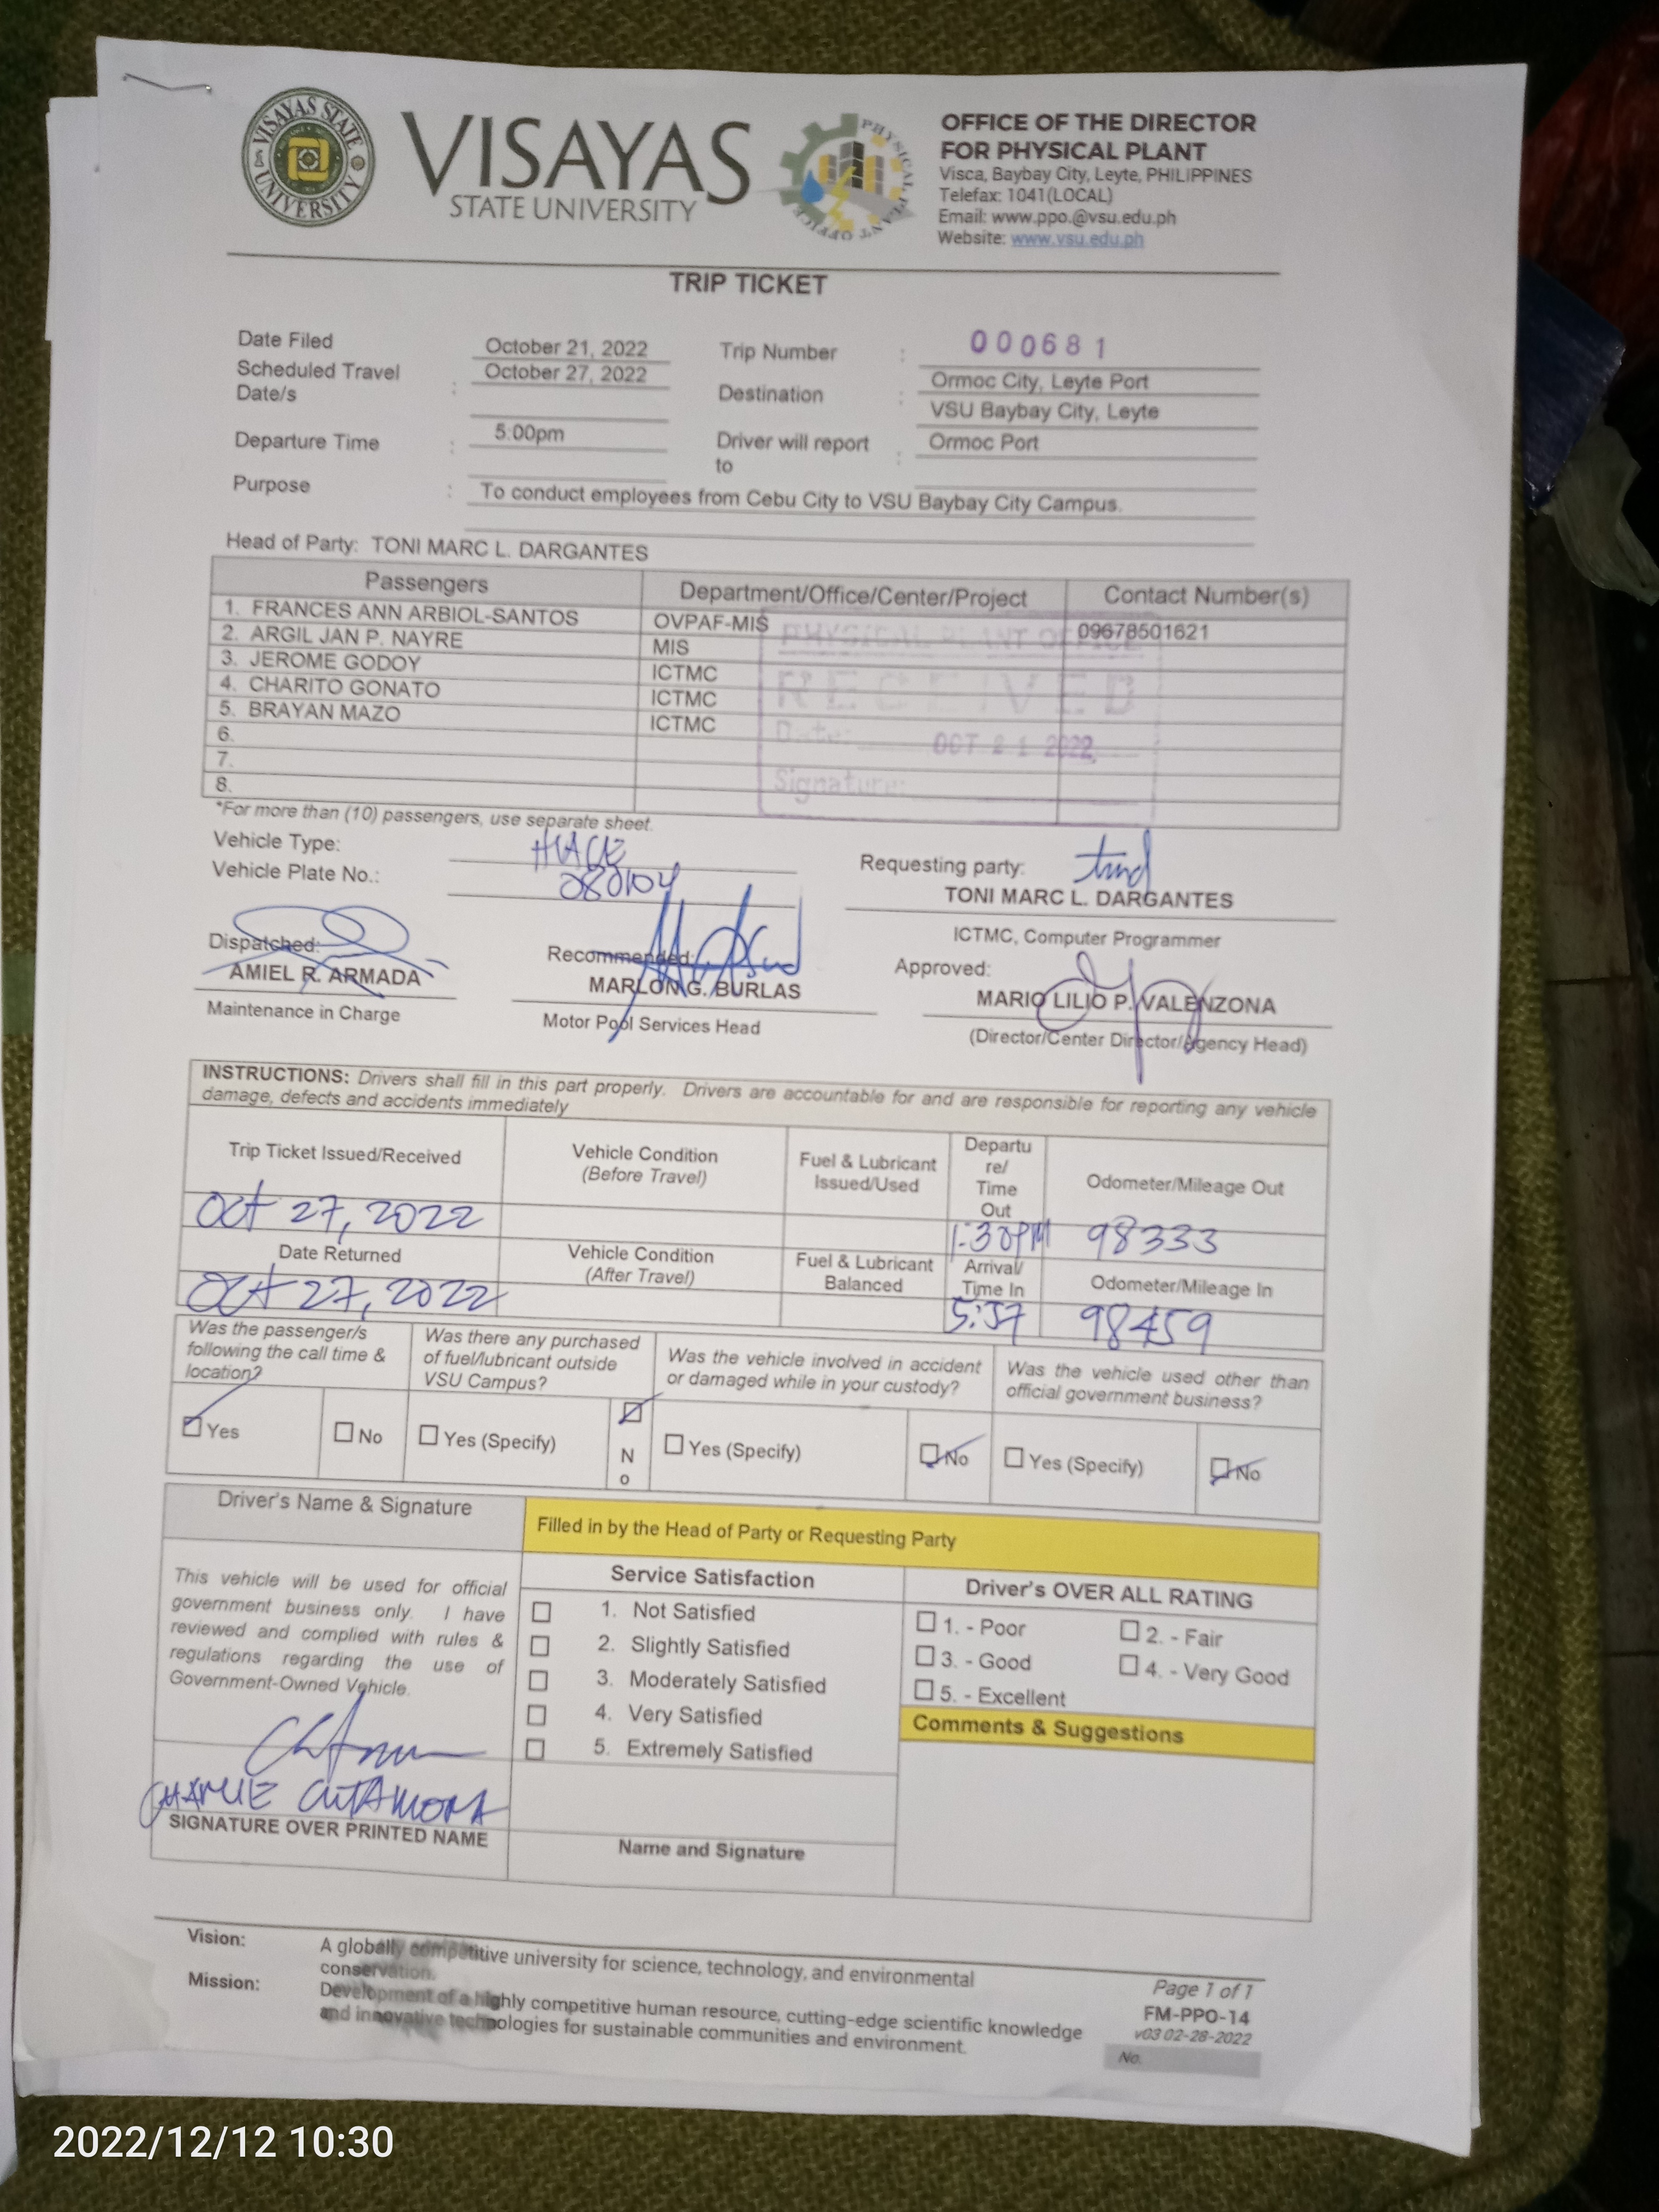 VISAYAS STATE UNIVERSITY
VISAYAS
STATE UNIVERSITY
PHYSICAL PLANT OFFICE
OFFICE OF THE DIRECTOR
FOR PHYSICAL PLANT
Visca, Baybay City, Leyte, PHILIPPINES
Telefax: 1041(LOCAL)
Email: www.ppo.@vsu.edu.ph
Website: www.vsu.edu.ph
TRIP TICKET
Date Filed October 21, 2022 Trip Number : 000681
Scheduled Travel Date/s : October 27, 2022 Destination : Ormoc City, Leyte Port
VSU Baybay City, Leyte
Departure Time : 5:00pm Driver will report to : Ormoc Port
Purpose : To conduct employees from Cebu City to VSU Baybay City Campus.
Head of Party: TONI MARC L. DARGANTES
Passengers Department/Office/Center/Project Contact Number(s)
1. FRANCES ANN ARBIOL-SANTOS OVPAF-MIS 09678501621
2. ARGIL JAN P. NAYRE MIS
3. JEROME GODOY ICTMC
4. CHARITO GONATO ICTMC
5. BRAYAN MAZO ICTMC
6.
7.
8.
PHYSICAL PLANT OFFICE
RECEIVED
Date: OCT 21 2022
Signature:
*For more than (10) passengers, use separate sheet.
Vehicle Type: HIACE
Vehicle Plate No.: 080104
Requesting party:
TONI MARC L. DARGANTES
ICTMC, Computer Programmer
Dispatched: Recommended: Approved:
AMIEL R. ARMADA MARLON G. BURLAS MARIO LILIO P. VALENZONA
Maintenance in Charge Motor Pool Services Head (Director/Center Director/Agency Head)
INSTRUCTIONS: Drivers shall fill in this part properly. Drivers are accountable for and are responsible for reporting any vehicle
damage, defects and accidents immediately
Trip Ticket Issued/Received Vehicle Condition (Before Travel) Fuel & Lubricant Issued/Used Departu re/ Time Out Odometer/Mileage Out
Oct 27, 2022 1:30PM 98333
Date Returned Vehicle Condition (After Travel) Fuel & Lubricant Balanced Arrival/ Time In Odometer/Mileage In
Oct 27, 2022 5:57 98459
Was the passenger/s following the call time & location? Was there any purchased of fuel/lubricant outside VSU Campus? Was the vehicle involved in accident or damaged while in your custody? Was the vehicle used other than official government business?
Yes No Yes (Specify) No Yes (Specify) No Yes (Specify) No
Driver's Name & Signature Filled in by the Head of Party or Requesting Party
This vehicle will be used for official
government business only. I have
reviewed and complied with rules &
regulations regarding the use of
Government-Owned Vehicle.
CHARLIE CUTAMORA
SIGNATURE OVER PRINTED NAME
Service Satisfaction
1. Not Satisfied
2. Slightly Satisfied
3. Moderately Satisfied
4. Very Satisfied
5. Extremely Satisfied
Name and Signature
Driver's OVER ALL RATING
1. - Poor 2. - Fair
3. - Good 4. - Very Good
5. - Excellent
Comments & Suggestions
Vision: A globally competitive university for science, technology, and environmental
conservation.
Mission: Development of a highly competitive human resource, cutting-edge scientific knowledge
and innovative technologies for sustainable communities and environment.
Page 1 of 1
FM-PPO-14
v03 02-28-2022
No.
2022/12/12 10:30